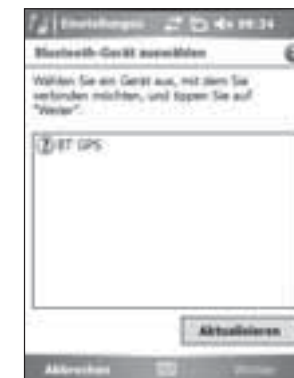 Einstellungen 09:34
Bluetooth-Gerät auswählen
Wählen Sie ein Gerät aus, mit dem Sie
verbinden möchten, und tippen Sie auf
"Weiter".
BT GPS
Aktualisieren
Abbrechen Weiter